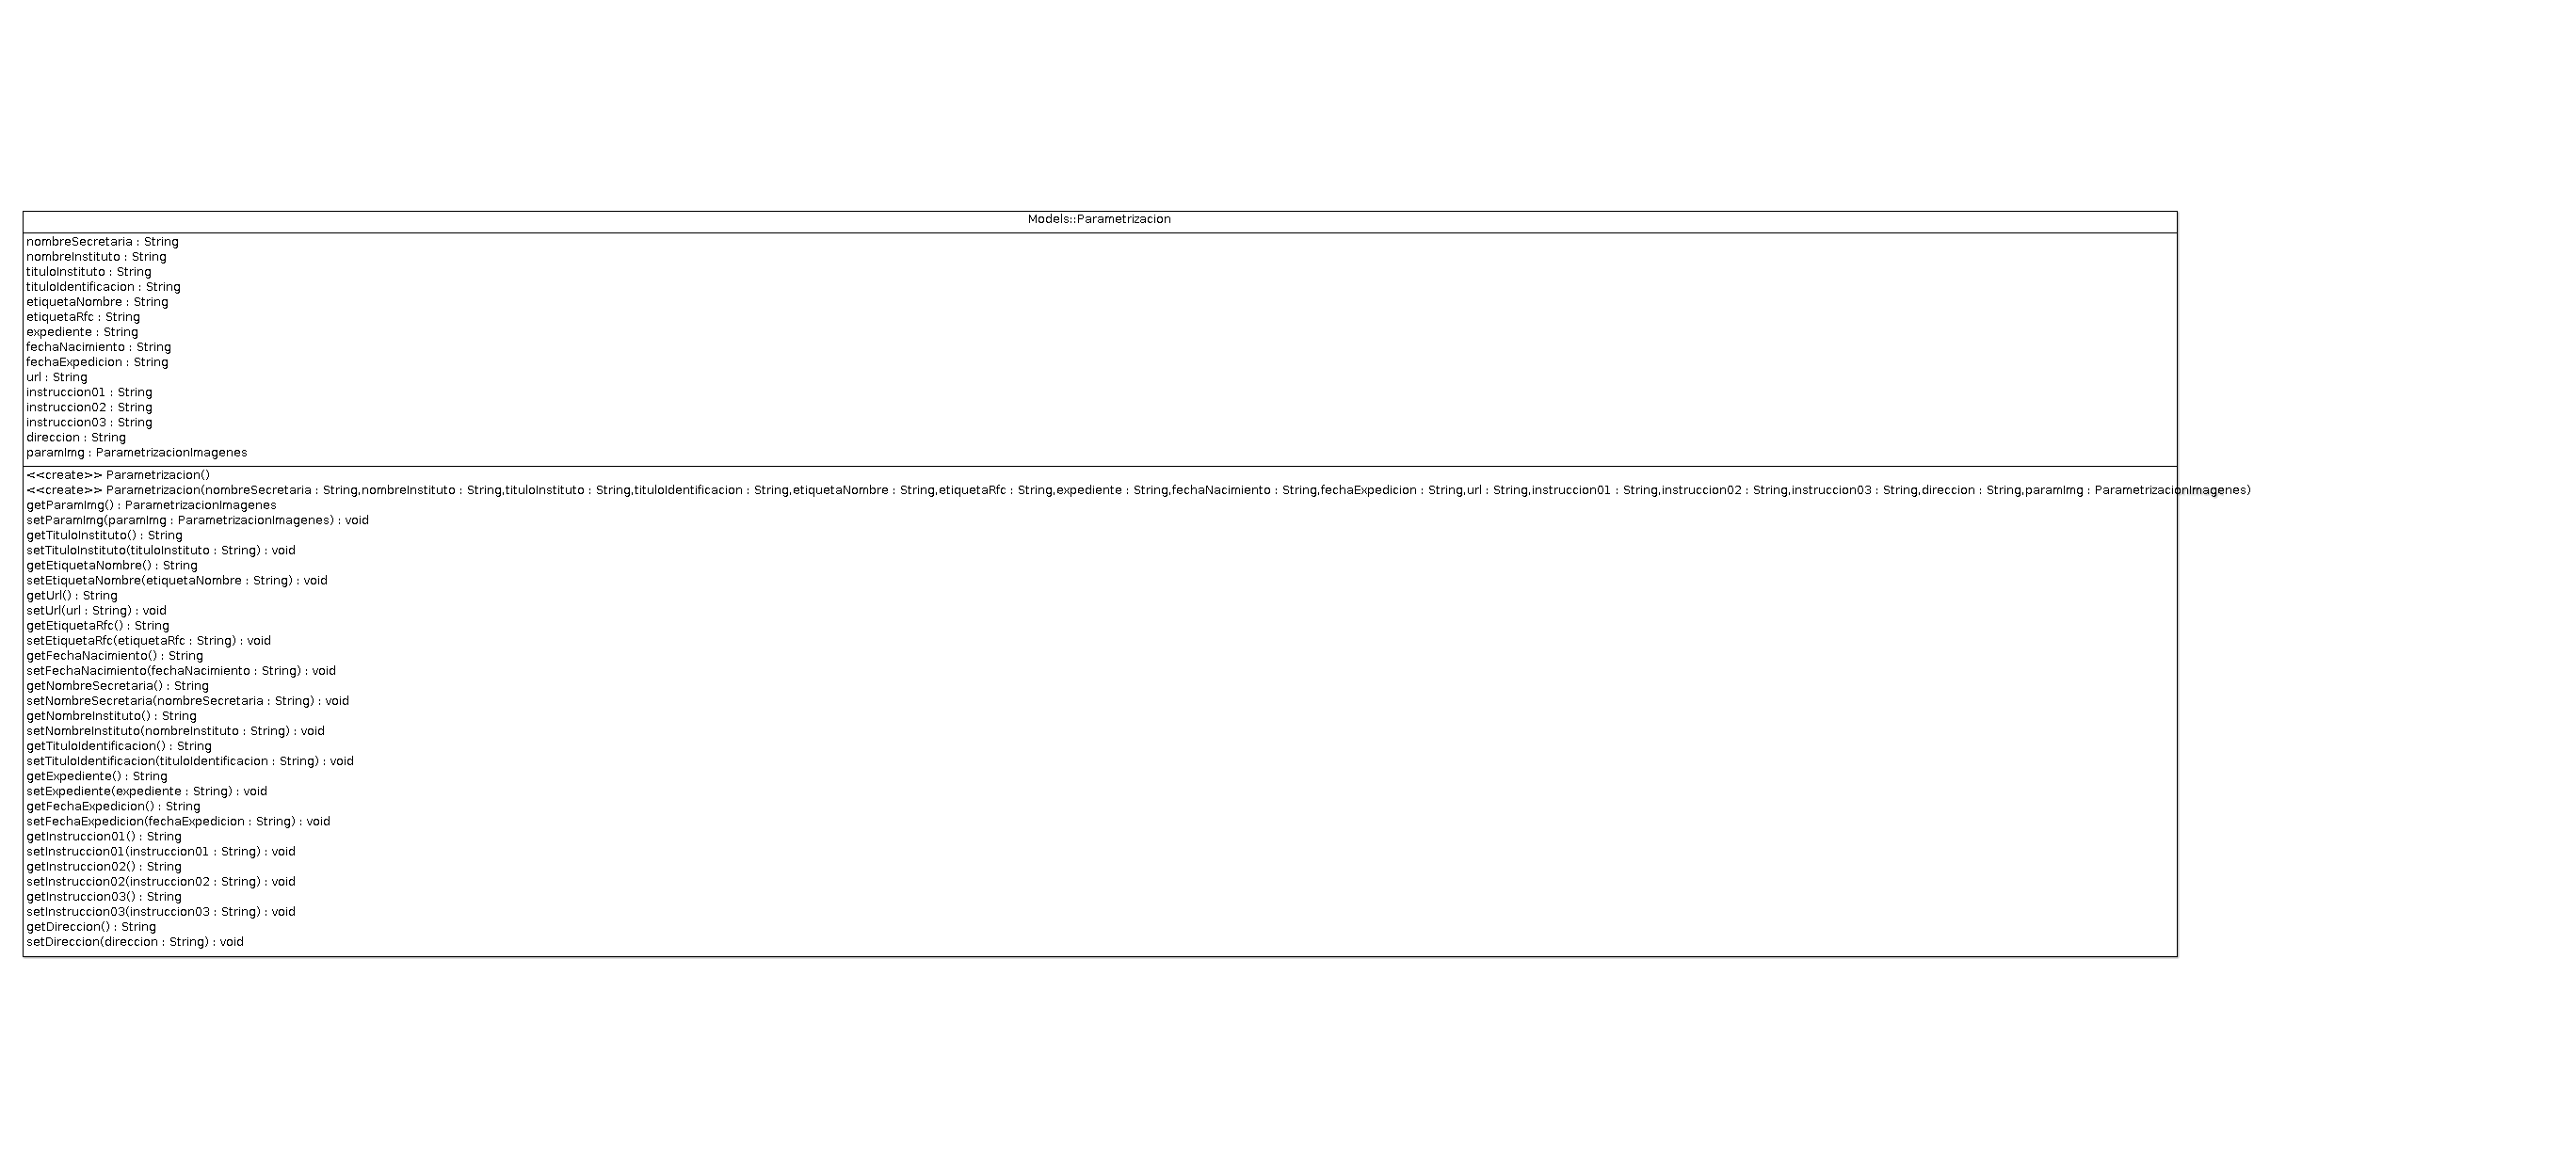 Models::Parametrizacion
nombreSecretaria : String
nombreInstituto : String
tituloInstituto : String
tituloIdentificacion : String
etiquetaNombre : String
etiquetaRfc : String
expediente : String
fechaNacimiento : String
fechaExpedicion : String
url : String
instruccion01 : String
instruccion02 : String
instruccion03 : String
direccion : String
paramImg : ParametrizacionImagenes
<<create>> Parametrizacion()
<<create>> Parametrizacion(nombreSecretaria : String,nombreInstituto : String,tituloInstituto : String,tituloIdentificacion : String,etiquetaNombre : String,etiquetaRfc : String,expediente : String,fechaNacimiento : String,fechaExpedicion : String,url : String,instruccion01 : String,instruccion02 : String,instruccion03 : String,direccion : String,paramImg : ParametrizacionImagenes)
getParamImg() : ParametrizacionImagenes
setParamImg(paramImg : ParametrizacionImagenes) : void
getTituloInstituto() : String
setTituloInstituto(tituloInstituto : String) : void
getEtiquetaNombre() : String
setEtiquetaNombre(etiquetaNombre : String) : void
getUrl() : String
setUrl(url : String) : void
getEtiquetaRfc() : String
setEtiquetaRfc(etiquetaRfc : String) : void
getFechaNacimiento() : String
setFechaNacimiento(fechaNacimiento : String) : void
getNombreSecretaria() : String
setNombreSecretaria(nombreSecretaria : String) : void
getNombreInstituto() : String
setNombreInstituto(nombreInstituto : String) : void
getTituloIdentificacion() : String
setTituloIdentificacion(tituloIdentificacion : String) : void
getExpediente() : String
setExpediente(expediente : String) : void
getFechaExpedicion() : String
setFechaExpedicion(fechaExpedicion : String) : void
getInstruccion01() : String
setInstruccion01(instruccion01 : String) : void
getInstruccion02() : String
setInstruccion02(instruccion02 : String) : void
getInstruccion03() : String
setInstruccion03(instruccion03 : String) : void
getDireccion() : String
setDireccion(direccion : String) : void